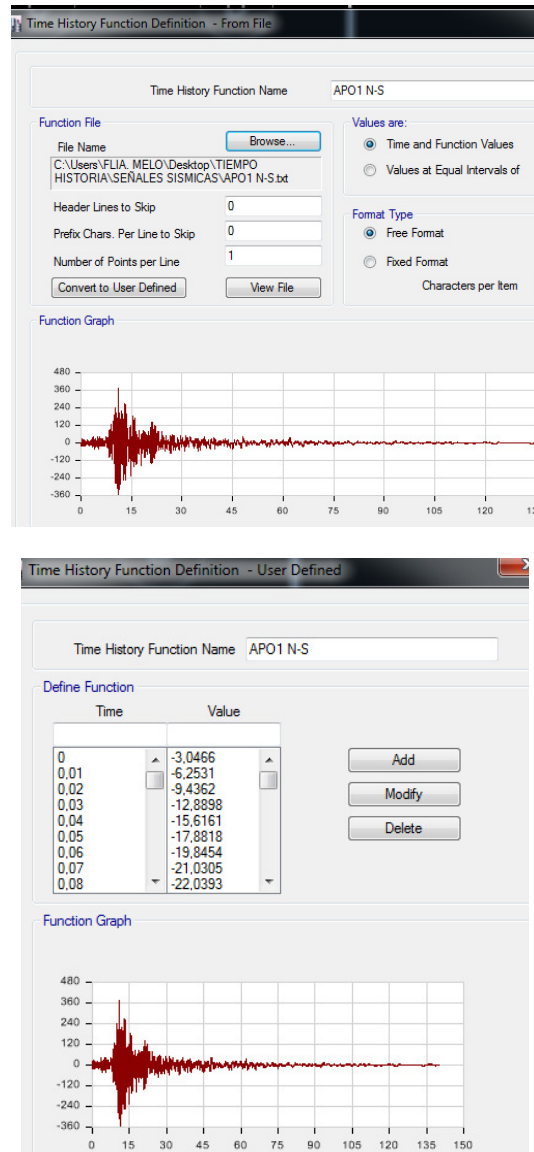 Time History Function Definition - From File
Time History Function Name APO1 N-S
Function File
Values are:
File Name Browse...
Time and Function Values
C:\Users\FLIA. MELO\Desktop\TIEMPO
HISTORIA\SEÑALES SISMICAS\APO1 N-S.txt
Values at Equal Intervals of
Header Lines to Skip 0
Format Type
Prefix Chars. Per Line to Skip 0
Free Format
Number of Points per Line 1
Fixed Format
Convert to User Defined View File
Characters per Item
Function Graph
480
360
240
120
0
-120
-240
-360
0 15 30 45 60 75 90 105 120
Time History Function Definition - User Defined
Time History Function Name APO1 N-S
Define Function
Time Value
0 -3,0466
0,01 -6,2531
0,02 -9,4362
0,03 -12,8898
0,04 -15,6161
0,05 -17,8818
0,06 -19,8454
0,07 -21,0305
0,08 -22,0393
Add
Modify
Delete
Function Graph
480
360
240
120
0
-120
-240
-360
0 15 30 45 60 75 90 105 120 135 150